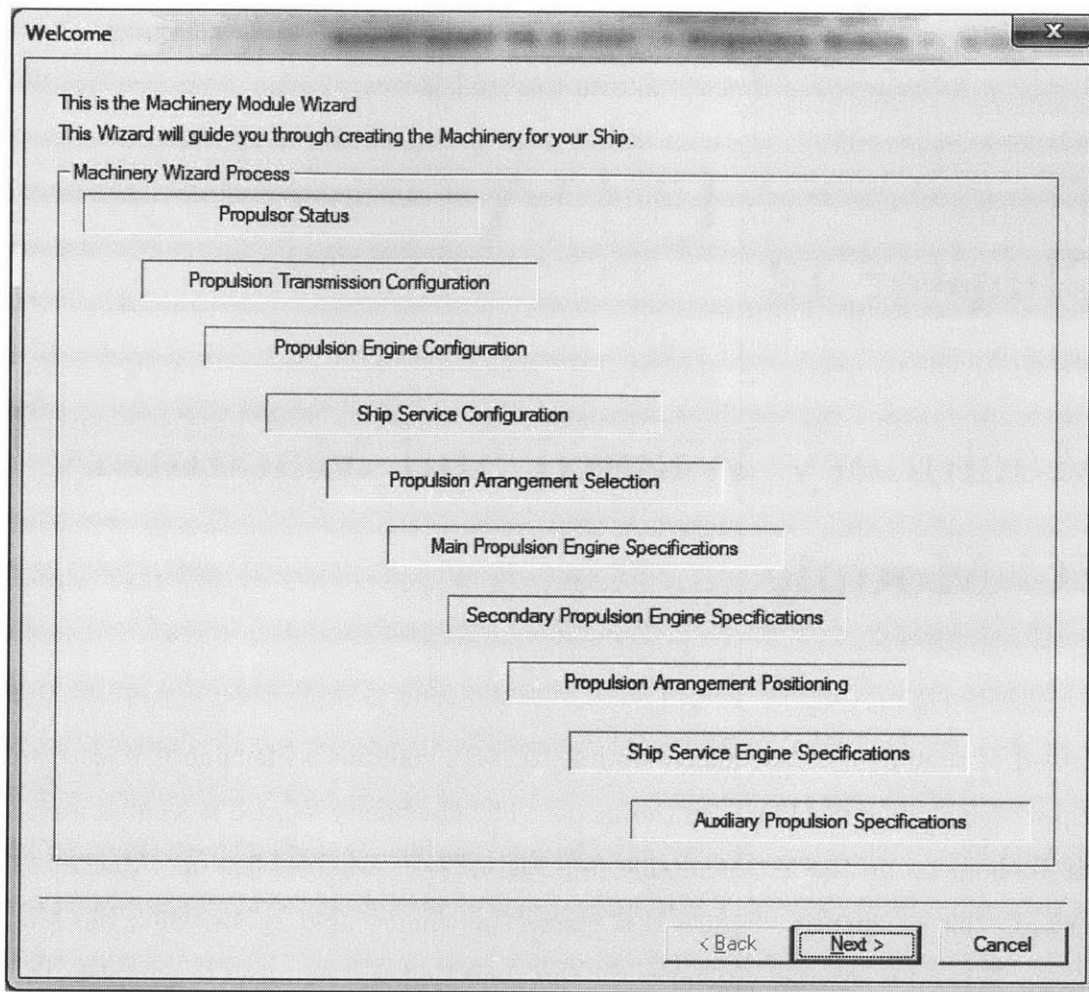 Welcome
This is the Machinery Module Wizard
This Wizard will guide you through creating the Machinery for your Ship.
Machinery Wizard Process
Propulsor Status
Propulsion Transmission Configuration
Propulsion Engine Configuration
Ship Service Configuration
Propulsion Arrangement Selection
Main Propulsion Engine Specifications
Secondary Propulsion Engine Specifications
Propulsion Arrangement Positioning
Ship Service Engine Specifications
Auxiliary Propulsion Specifications
< Back Next > Cancel